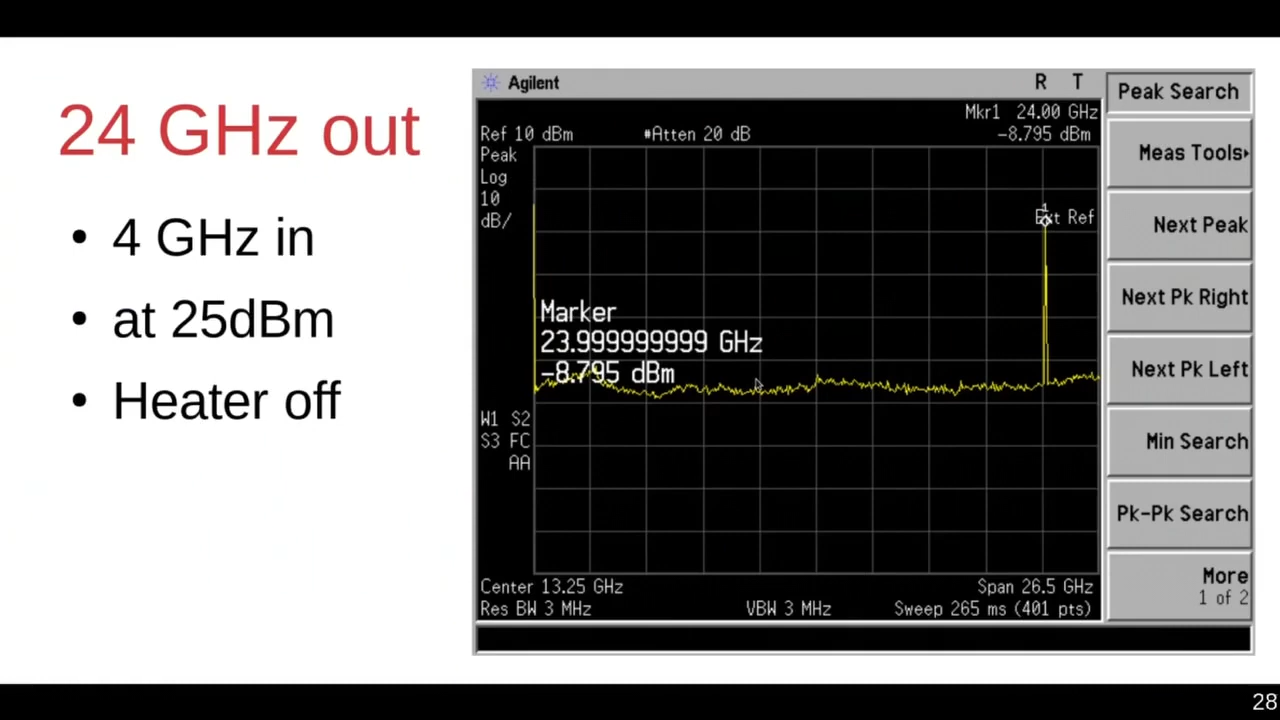 24 GHz out
• 4 GHz in
• at 25dBm
• Heater off
Agilent
R T
Mkr1 24.00 GHz
Ref 10 dBm #Atten 20 dB -8.795 dBm
Peak
Log
10
dB/
1
Ext Ref
Marker
23.999999999 GHz
-8.795 dBm
W1 S2
S3 FC
AA
Center 13.25 GHz Span 26.5 GHz
Res BW 3 MHz VBW 3 MHz Sweep 265 ms (401 pts)
Peak Search
Meas Tools▸
Next Peak
Next Pk Right
Next Pk Left
Min Search
Pk-Pk Search
More
1 of 2
28